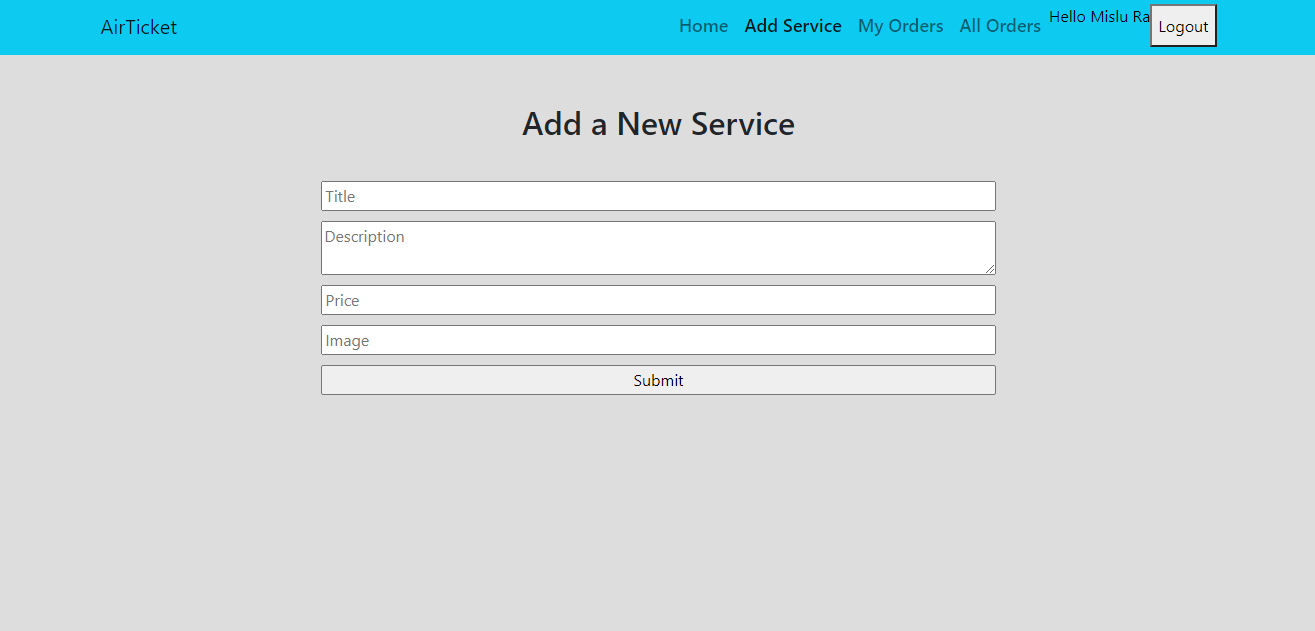 AirTicket
Home Add Service My Orders All Orders Hello Mislu Ra Logout
Add a New Service
Title
Description
Price
Image
Submit